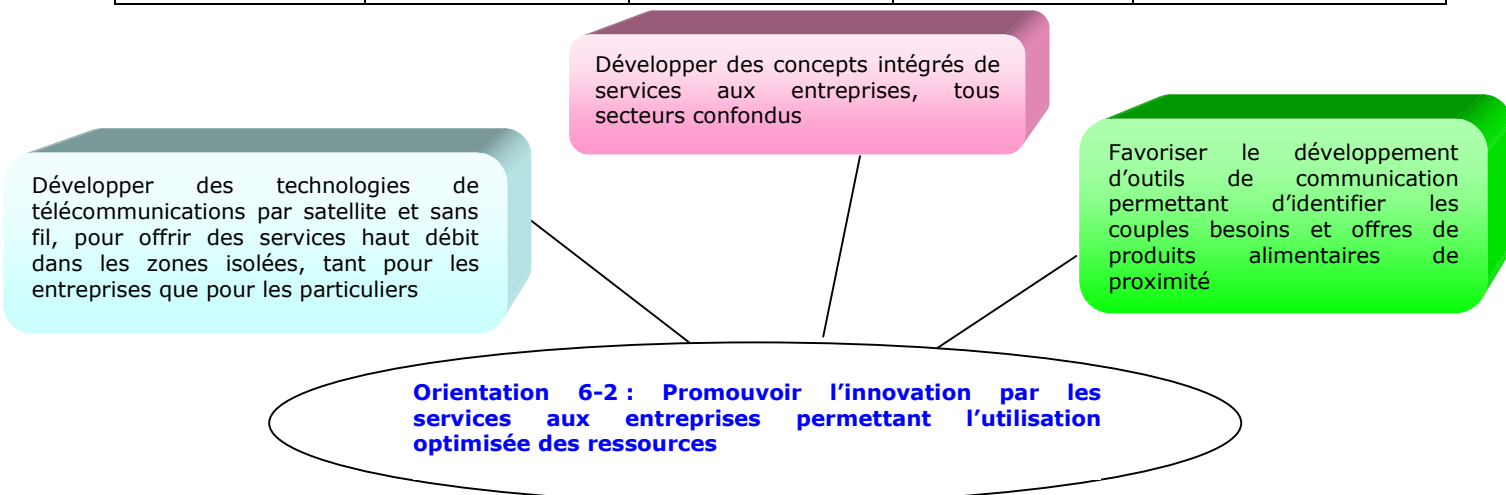 Développer des concepts intégrés de
services aux entreprises, tous
secteurs confondus
Développer des technologies de
télécommunications par satellite et sans
fil, pour offrir des services haut débit
dans les zones isolées, tant pour les
entreprises que pour les particuliers
Favoriser le développement
d’outils de communication
permettant d’identifier les
couples besoins et offres de
produits alimentaires de
proximité
Orientation 6-2 : Promouvoir l’innovation par les
services aux entreprises permettant l’utilisation
optimisée des ressources